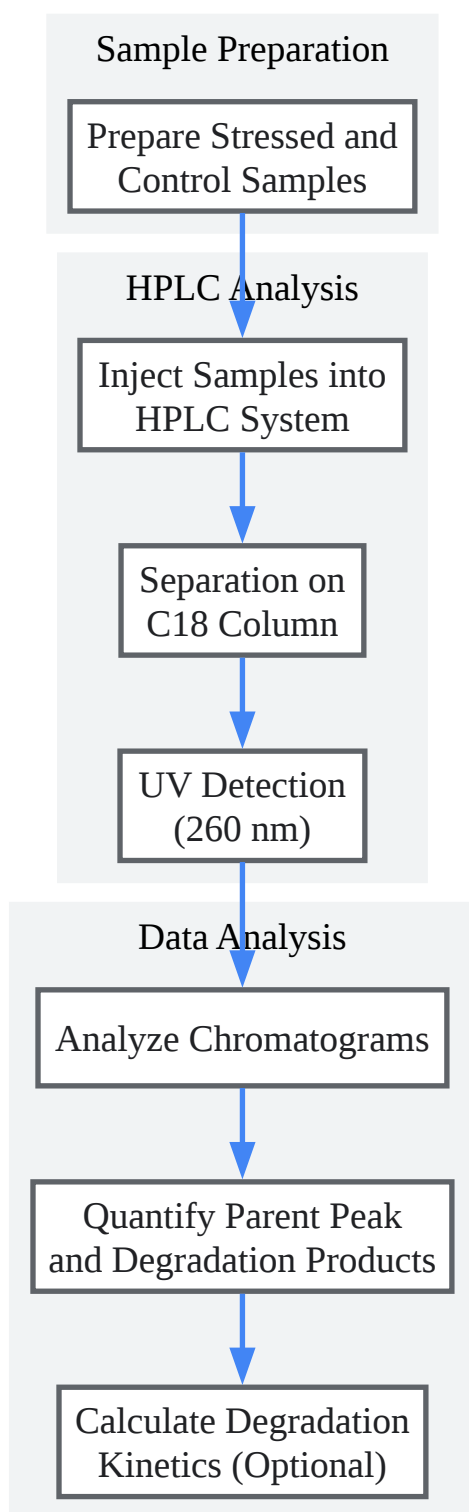 Sample Preparation
Prepare Stressed and
Control Samples
HPLC Analysis
Inject Samples into
HPLC System
Separation on
C18 Column
UV Detection
(260 nm)
Data Analysis
Analyze Chromatograms
Quantify Parent Peak
and Degradation Products
Calculate Degradation
Kinetics (Optional)